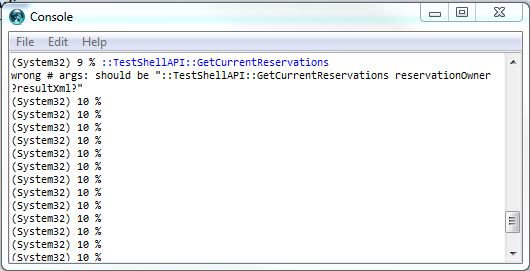 Console
File Edit Help
(System32) 9 % ::TestShellAPI::GetCurrentReservations
wrong # args: should be "::TestShellAPI::GetCurrentReservations reservationOwner
?resultXml?"
(System32) 10 %
(System32) 10 %
(System32) 10 %
(System32) 10 %
(System32) 10 %
(System32) 10 %
(System32) 10 %
(System32) 10 %
(System32) 10 %
(System32) 10 %
(System32) 10 %
(System32) 10 %
(System32) 10 %